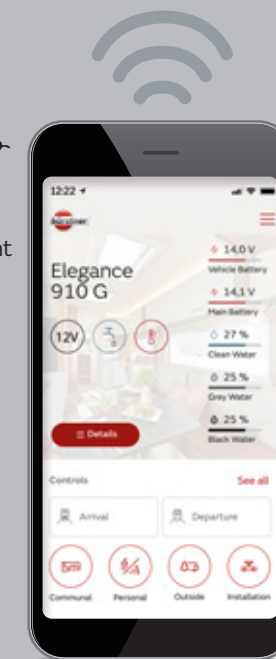 12:22
Bürstner
Elegance
910 G
12V
Details
14,0 V
Vehicle Battery
14,1 V
Main Battery
27 %
Clean Water
25 %
Grey Water
25 %
Black Water
Controls
See all
Arrival
Departure
Communal
Personal
Outside
Installation